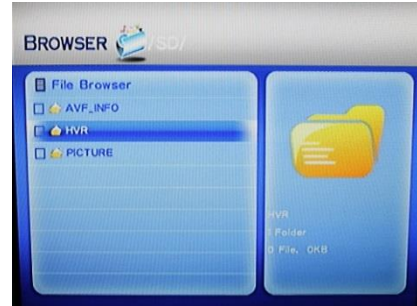 BROWSER /SD/
File Browser
AVF_INFO
HVR
PICTURE
HVR
1 Folder
0 File, 0KB